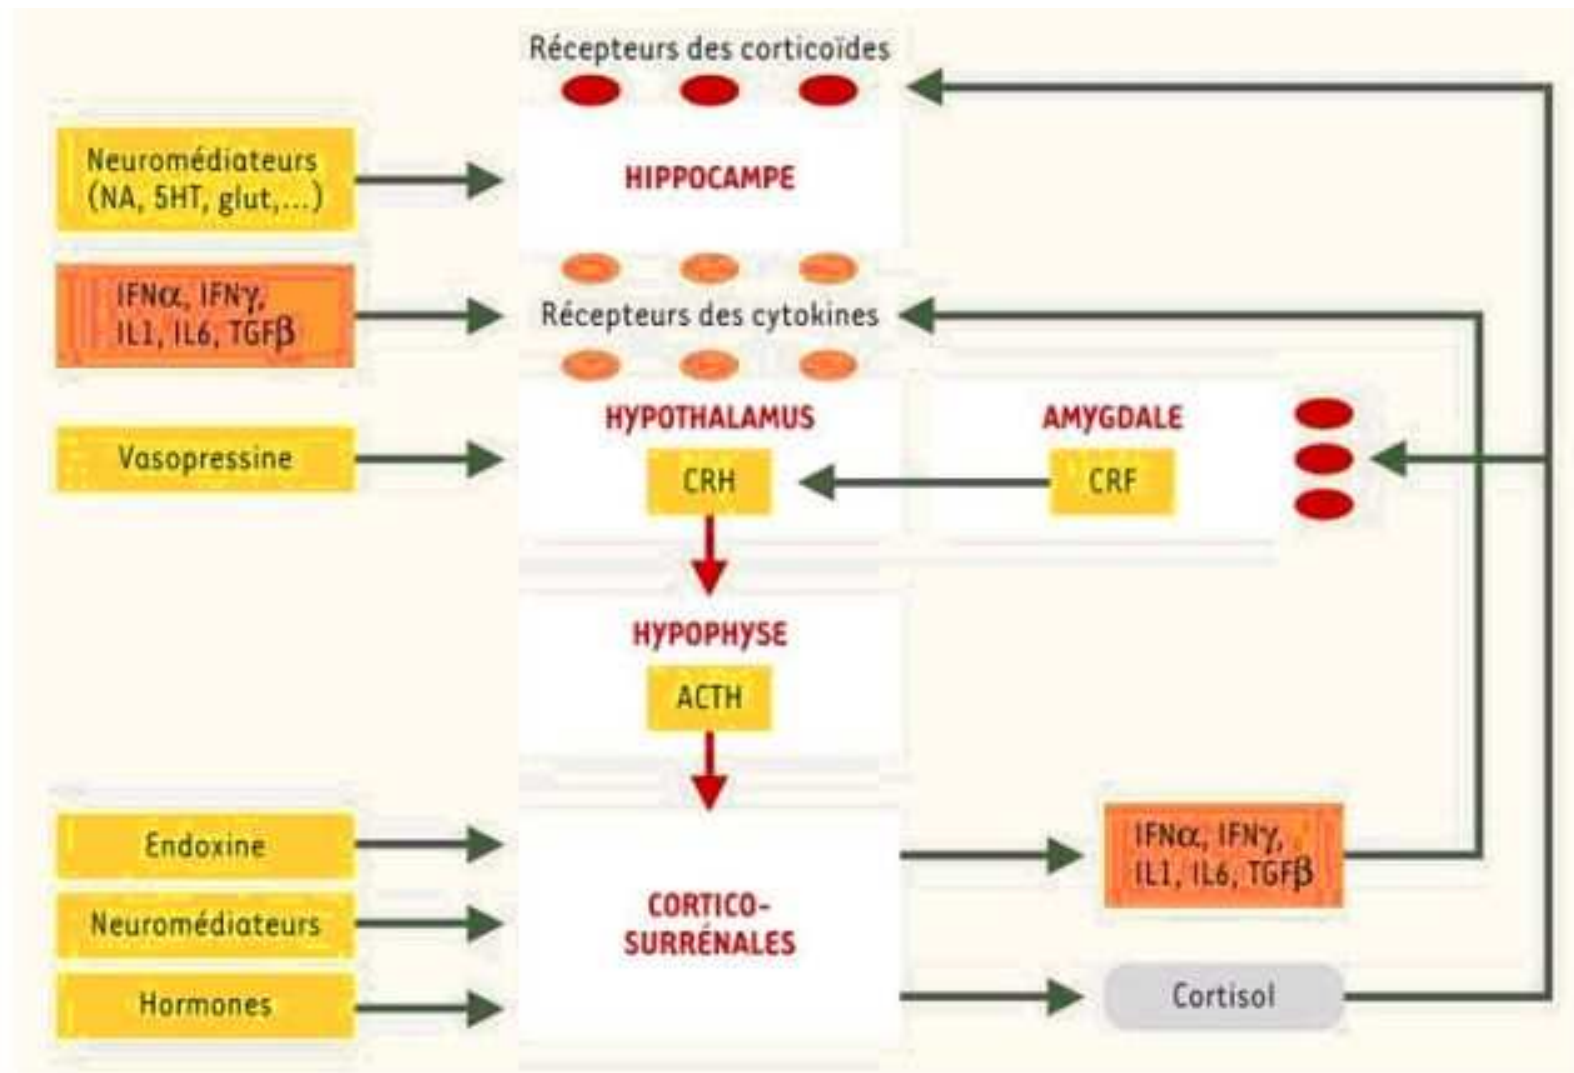 Récepteurs des corticoïdes
Neuromédiateurs
(NA, 5HT, glut,...)
HIPPOCAMPE
IFNα, IFNγ,
IL1, IL6, TGFβ
Récepteurs des cytokines
Vasopressine
HYPOTHALAMUS
CRH
AMYGDALE
CRF
HYPOPHYSE
ACTH
Endoxine
Neuromédiateurs
Hormones
CORTICO-
SURRÉNALES
IFNα, IFNγ,
IL1, IL6, TGFβ
Cortisol